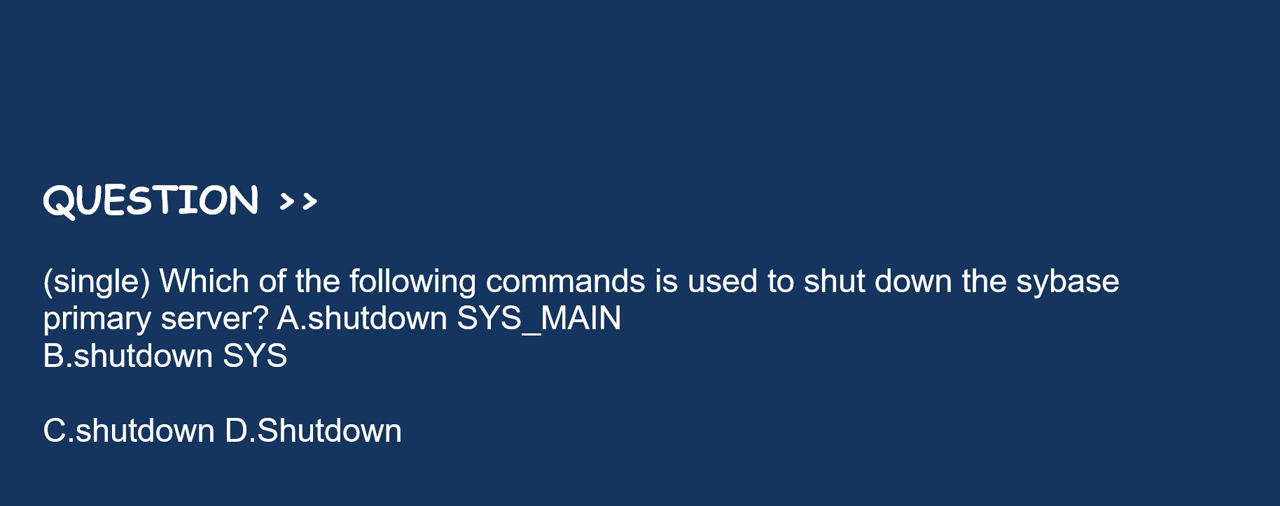 QUESTION >>
(single) Which of the following commands is used to shut down the sybase
primary server? A.shutdown SYS_MAIN
B.shutdown SYS
C.shutdown D.Shutdown